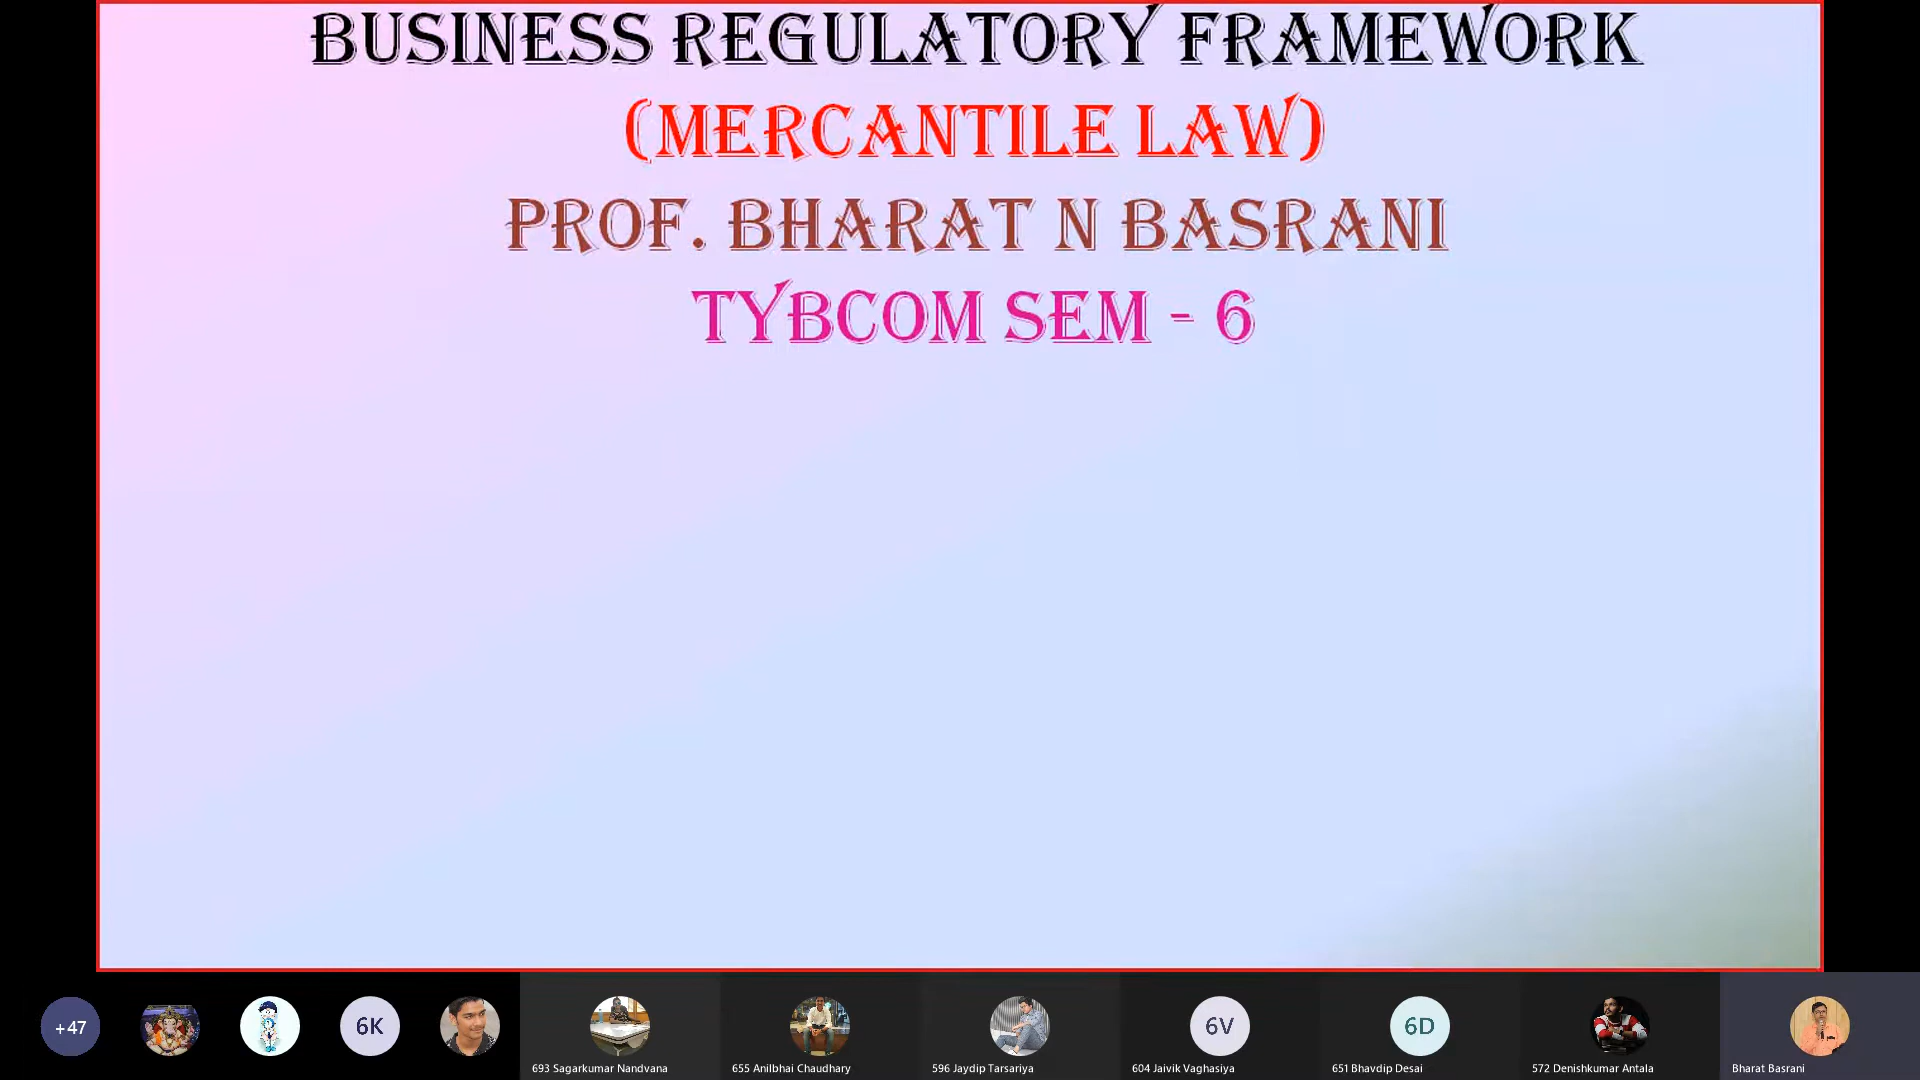 BUSINESS REGULATORY FRAMEWORK
(MERCANTILE LAW)
PROF. BHARAT N BASRANI
TYBCOM SEM - 6
+47
6K
693 Sagarkumar Nandvana
655 Anilbhai Chaudhary
596 Jaydip Tarsariya
6V
604 Jaivik Vaghasiya
6D
651 Bhavdip Desai
572 Denishkumar Antala
Bharat Basrani